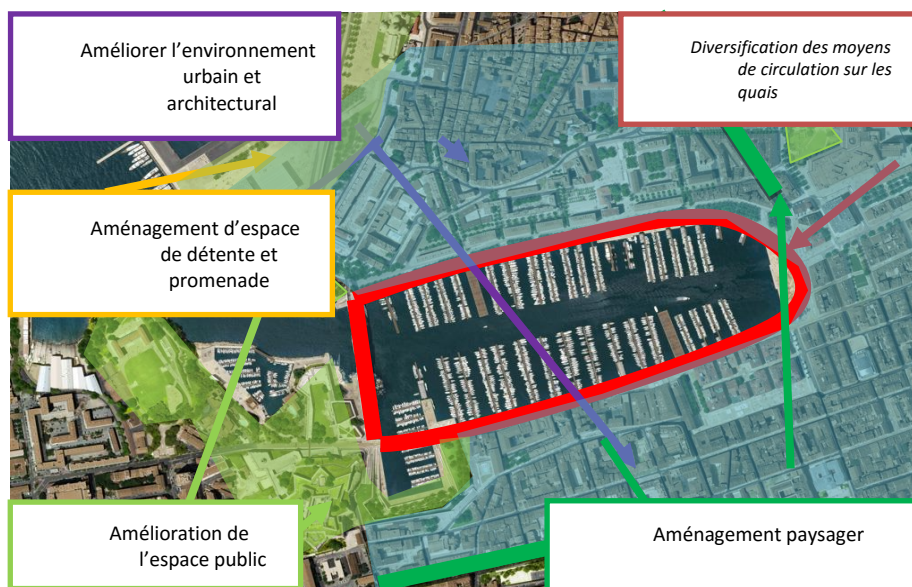 Améliorer l’environnement
urbain et
architectural
Diversification des moyens
de circulation sur les
quais
Aménagement d’espace
de détente et
promenade
Amélioration de
l’espace public
Aménagement paysager